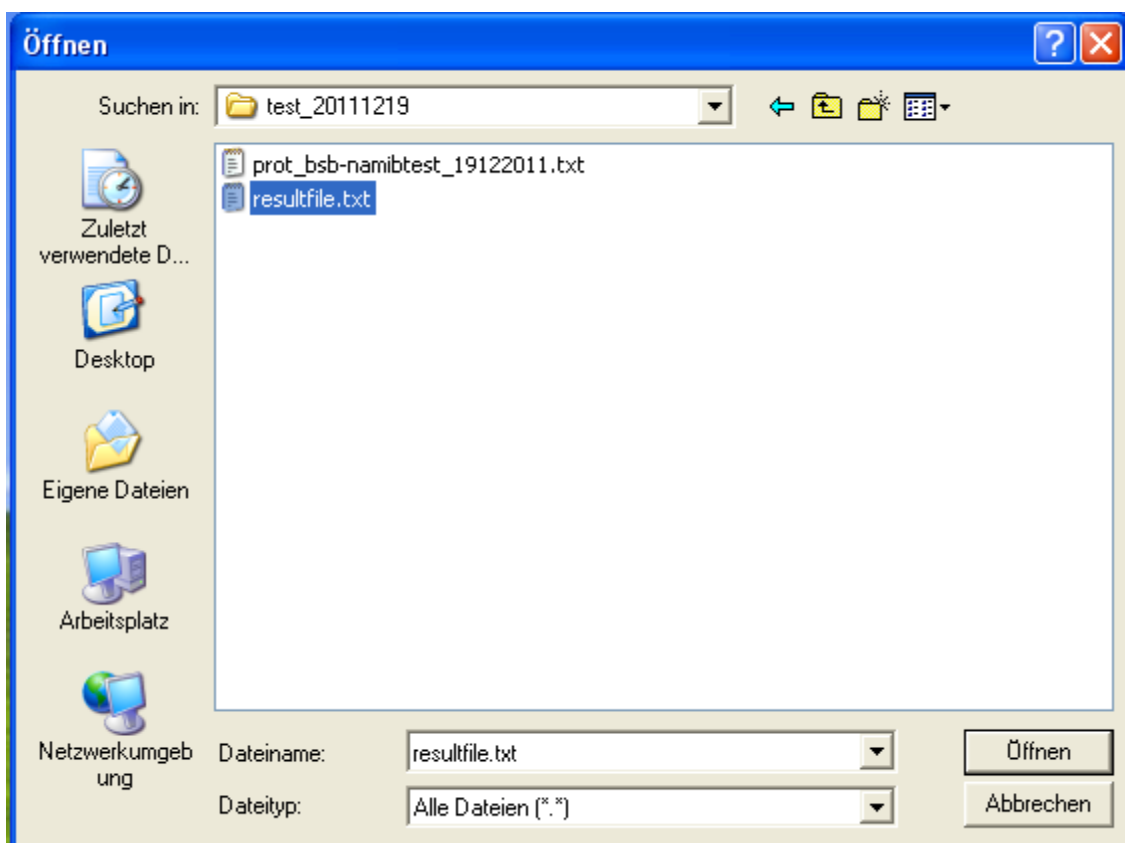 Öffnen
Suchen in:
test_20111219
prot_bsb-namibtest_19122011.txt
resultfile.txt
Zuletzt
verwendete D...
Desktop
Eigene Dateien
Arbeitsplatz
Netzwerkumgeb
ung
Dateiname:
resultfile.txt
Öffnen
Dateityp:
Alle Dateien (*.*)
Abbrechen